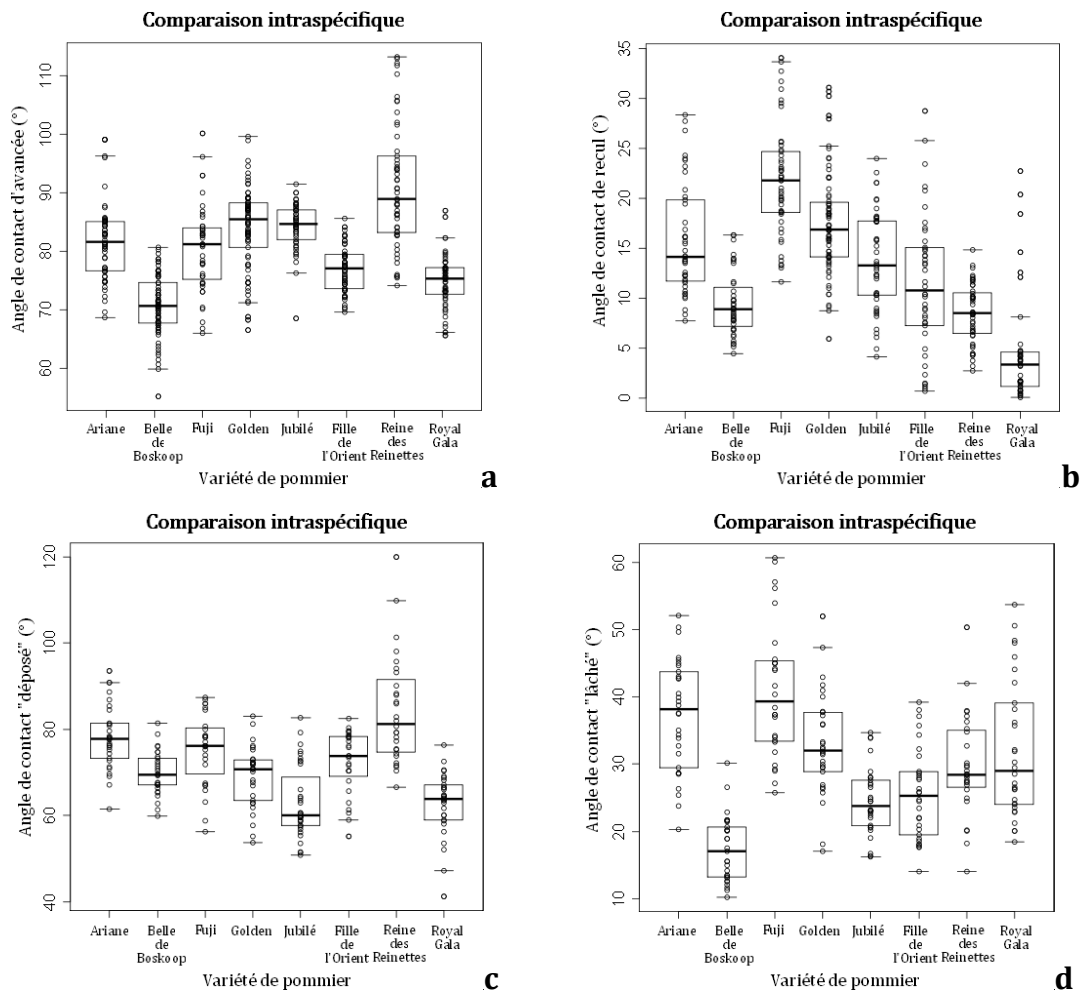 Comparaison intraspécifique
Angle de contact d'avancée (°)
110
100
90
80
70
60
Ariane
Belle de Boskoop
Fuji
Golden
Jubilé
Fille de l'Orient
Reine des Reinettes
Royal Gala
Variété de pommier
a
Comparaison intraspécifique
Angle de contact de recul (°)
35
30
25
20
15
10
5
0
Ariane
Belle de Boskoop
Fuji
Golden
Jubilé
Fille de l'Orient
Reine des Reinettes
Royal Gala
Variété de pommier
b
Comparaison intraspécifique
Angle de contact "déposé" (°)
120
100
80
60
40
Ariane
Belle de Boskoop
Fuji
Golden
Jubilé
Fille de l'Orient
Reine des Reinettes
Royal Gala
Variété de pommier
c
Comparaison intraspécifique
Angle de contact "lâché" (°)
60
50
40
30
20
10
Ariane
Belle de Boskoop
Fuji
Golden
Jubilé
Fille de l'Orient
Reine des Reinettes
Royal Gala
Variété de pommier
d